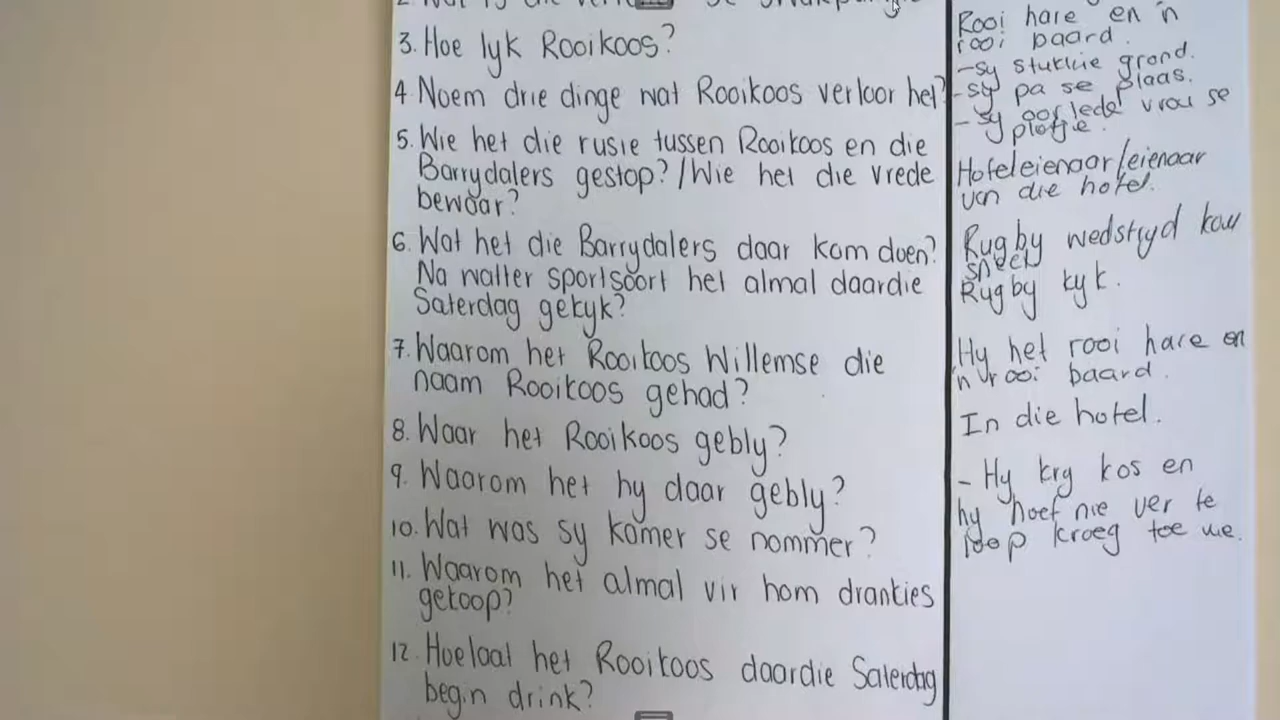 3. Hoe lyk Rooikoos?
4. Noem drie dinge wat Rooikoos verloor het?
5. Wie het die rusie tussen Rooikoos en die
Barrydalers gestop? / Wie het die vrede
bewaar?
6. Wat het die Barrydalers daar kom doen?
Na watter sportsoort het almal daardie
Saterdag gekyk?
7. Waarom het Rooikoos Willemse die
naam Rooikoos gehad?
8. Waar het Rooikoos gebly?
9. Waarom het hy daar gebly?
10. Wat was sy kamer se nommer?
11. Waarom het almal vir hom drankies
gekoop?
12. Hoelaat het Rooikoos daardie Saterdag
begin drink?
Rooi hare en 'n
rooi baard.
- sy stukkie grond.
- sy pa se plaas.
- sy oorlede vrou se
plotjie.
Hoteleienaar/eienaar
van die hotel.
Rugby wedstryd kom
speel
Rugby kyk.
Hy het rooi hare en
'n rooi baard.
In die hotel.
- Hy kry kos en
hy hoef nie ver te
loop kroeg toe nie.